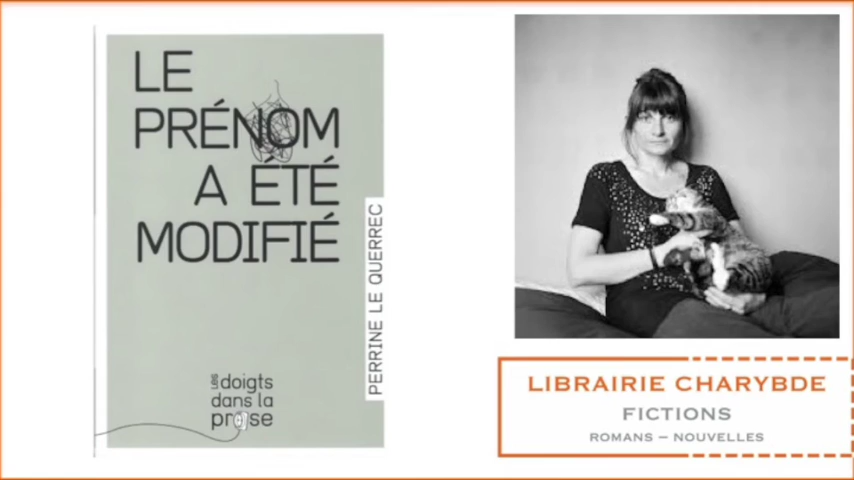 LE
PRÉNOM
A ÉTÉ
MODIFIÉ
PERRINE LE QUERREC
les doigts
dans la
prose
LIBRAIRIE CHARYBDE
FICTIONS
ROMANS – NOUVELLES